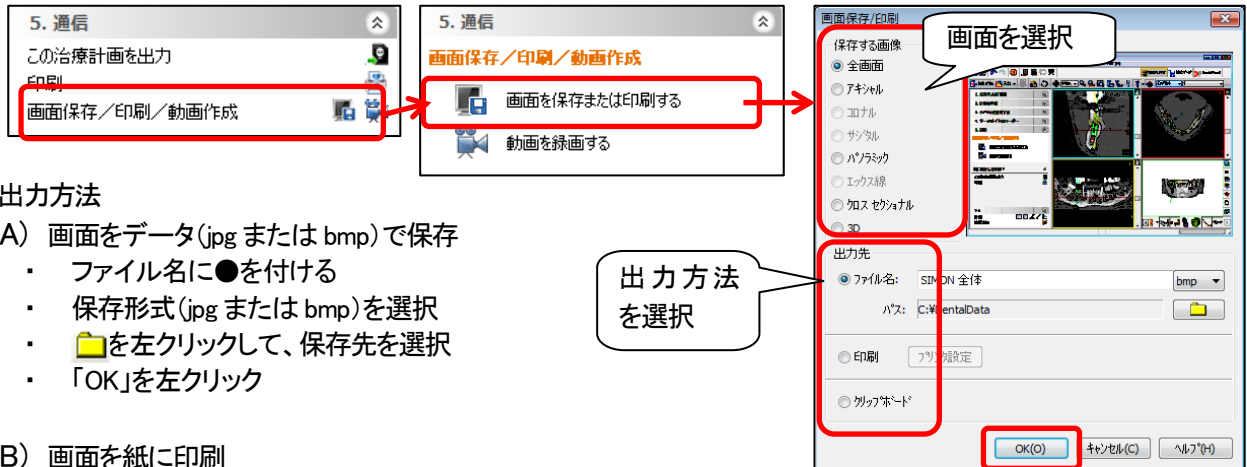 5. 通信
この治療計画を出力
印刷
画面保存/印刷/動画作成
5. 通信
画面保存/印刷/動画作成
画面を保存または印刷する
動画を録画する
画面保存/印刷
画面を選択
保存する画像
全画面
アキシャル
コロナル
サジタル
パノラミック
エックス線
クロス セクショナル
3D
出力先
ファイル名:
SIMON 全体
bmp
パス:
C:¥DentalData
印刷
プリンタ設定
クリップボード
OK(O)
キャンセル(C)
ヘルプ(H)
出力方法
を選択
出力方法
A) 画面をデータ(jpg または bmp)で保存
・ ファイル名に●を付ける
・ 保存形式(jpg または bmp)を選択
・ を左クリックして、保存先を選択
・ 「OK」を左クリック
B) 画面を紙に印刷